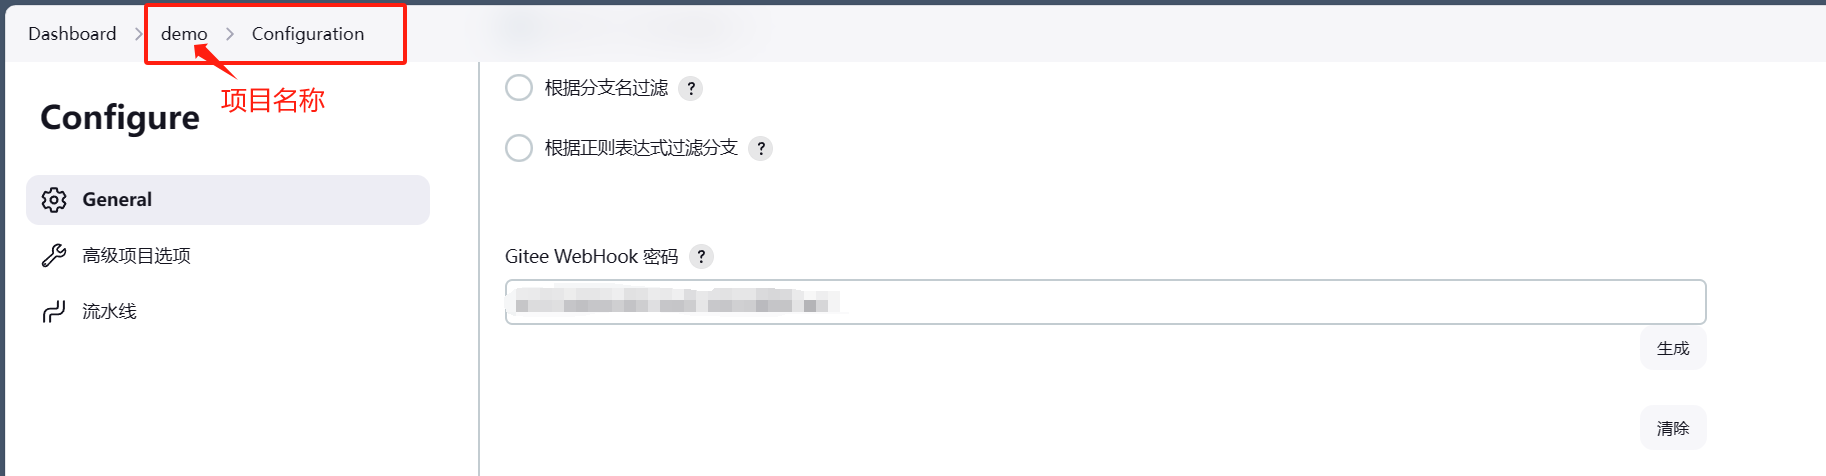 Dashboard > demo > Configuration
项目名称
Configure
General
高级项目选项
流水线
根据分支名过滤 ?
根据正则表达式过滤分支 ?
Gitee WebHook 密码 ?
生成
清除